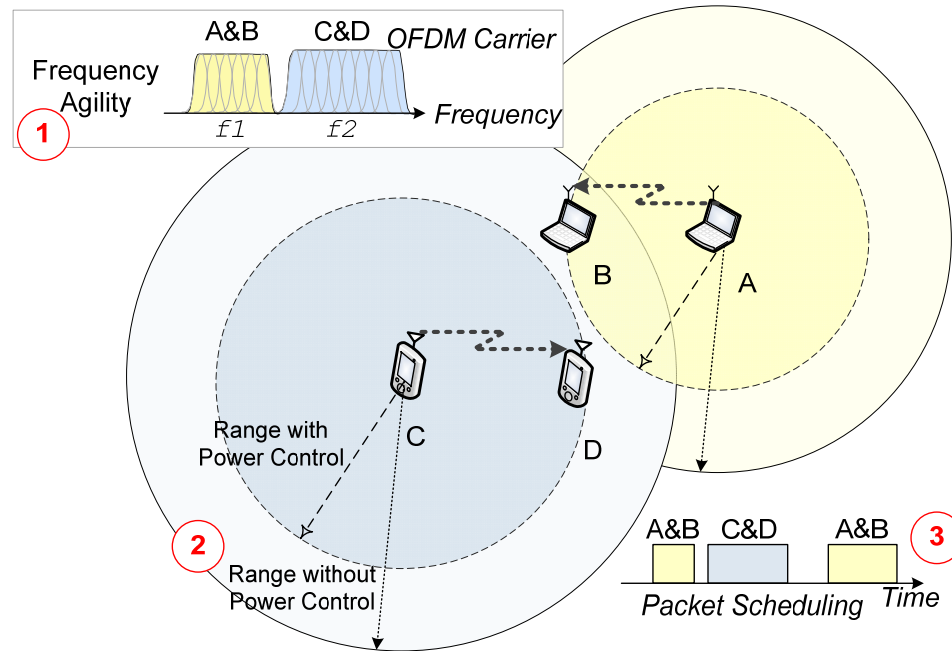 A&B
C&D
OFDM Carrier
Frequency
Agility
Frequency
f1
f2
1
B
A
C
D
Range with
Power Control
2
Range without
Power Control
A&B
C&D
A&B
3
Packet Scheduling
Time